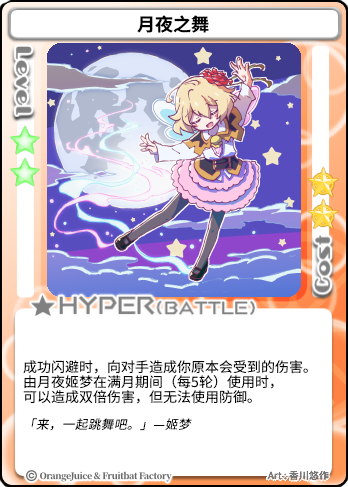 月夜之舞
Level
Cost
HYPER(BATTLE)
成功闪避时，向对手造成你原本会受到的伤害。
由月夜姬梦在满月期间（每5轮）使用时，
可以造成双倍伤害，但无法使用防御。
「来，一起跳舞吧。」—姬梦
© OrangeJuice & Fruitbat Factory
Art：香川悠作